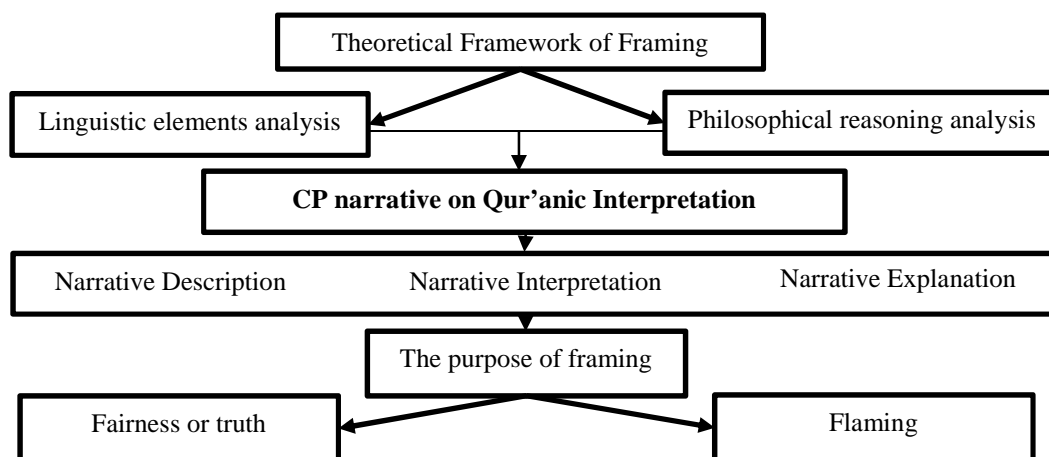 Theoretical Framework of Framing
Linguistic elements analysis
Philosophical reasoning analysis
CP narrative on Qur’anic Interpretation
Narrative Description Narrative Interpretation Narrative Explanation
The purpose of framing
Fairness or truth
Flaming